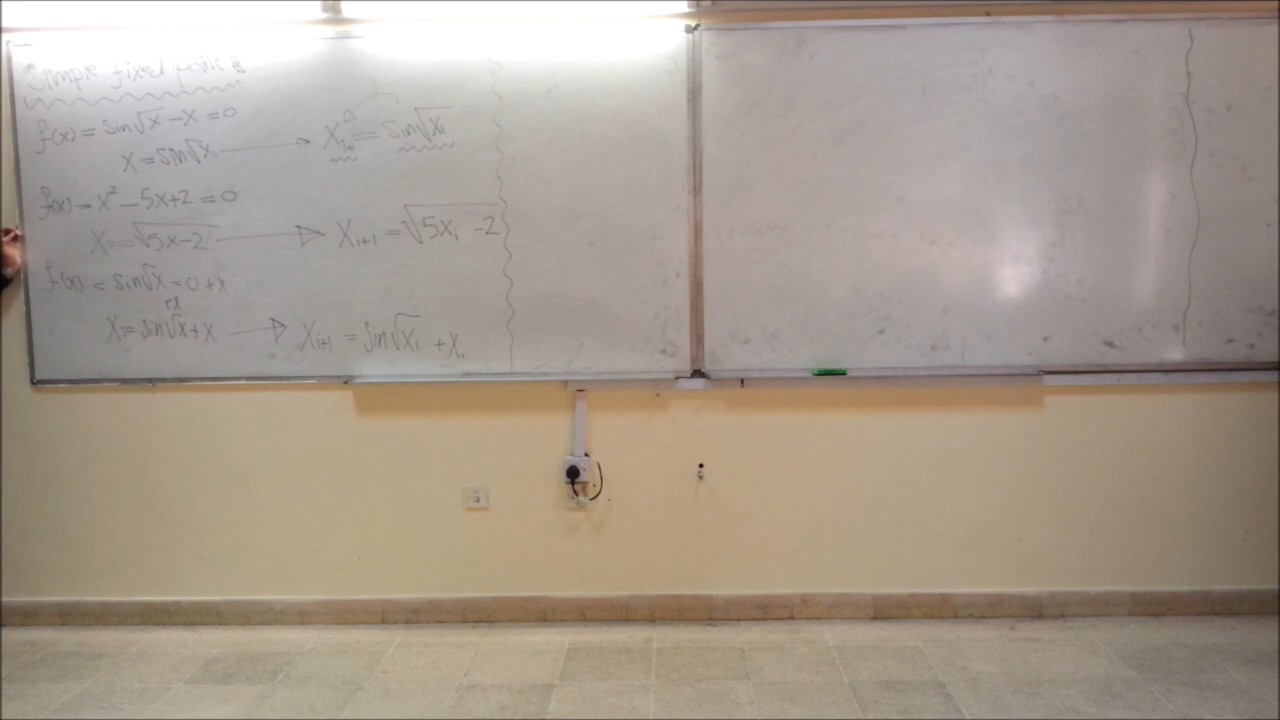 Simple fixed point
f(x) = sin√x − x = 0
x = sin√x → x_{i+1} = sin√x_i
f(x) = x² − 5x + 2 = 0
x = √(5x−2) → x_{i+1} = √(5x_i − 2)
f(x) = sin√x = 0 + x
+x
x = sin√x + x → x_{i+1} = sin√x_i + x_i